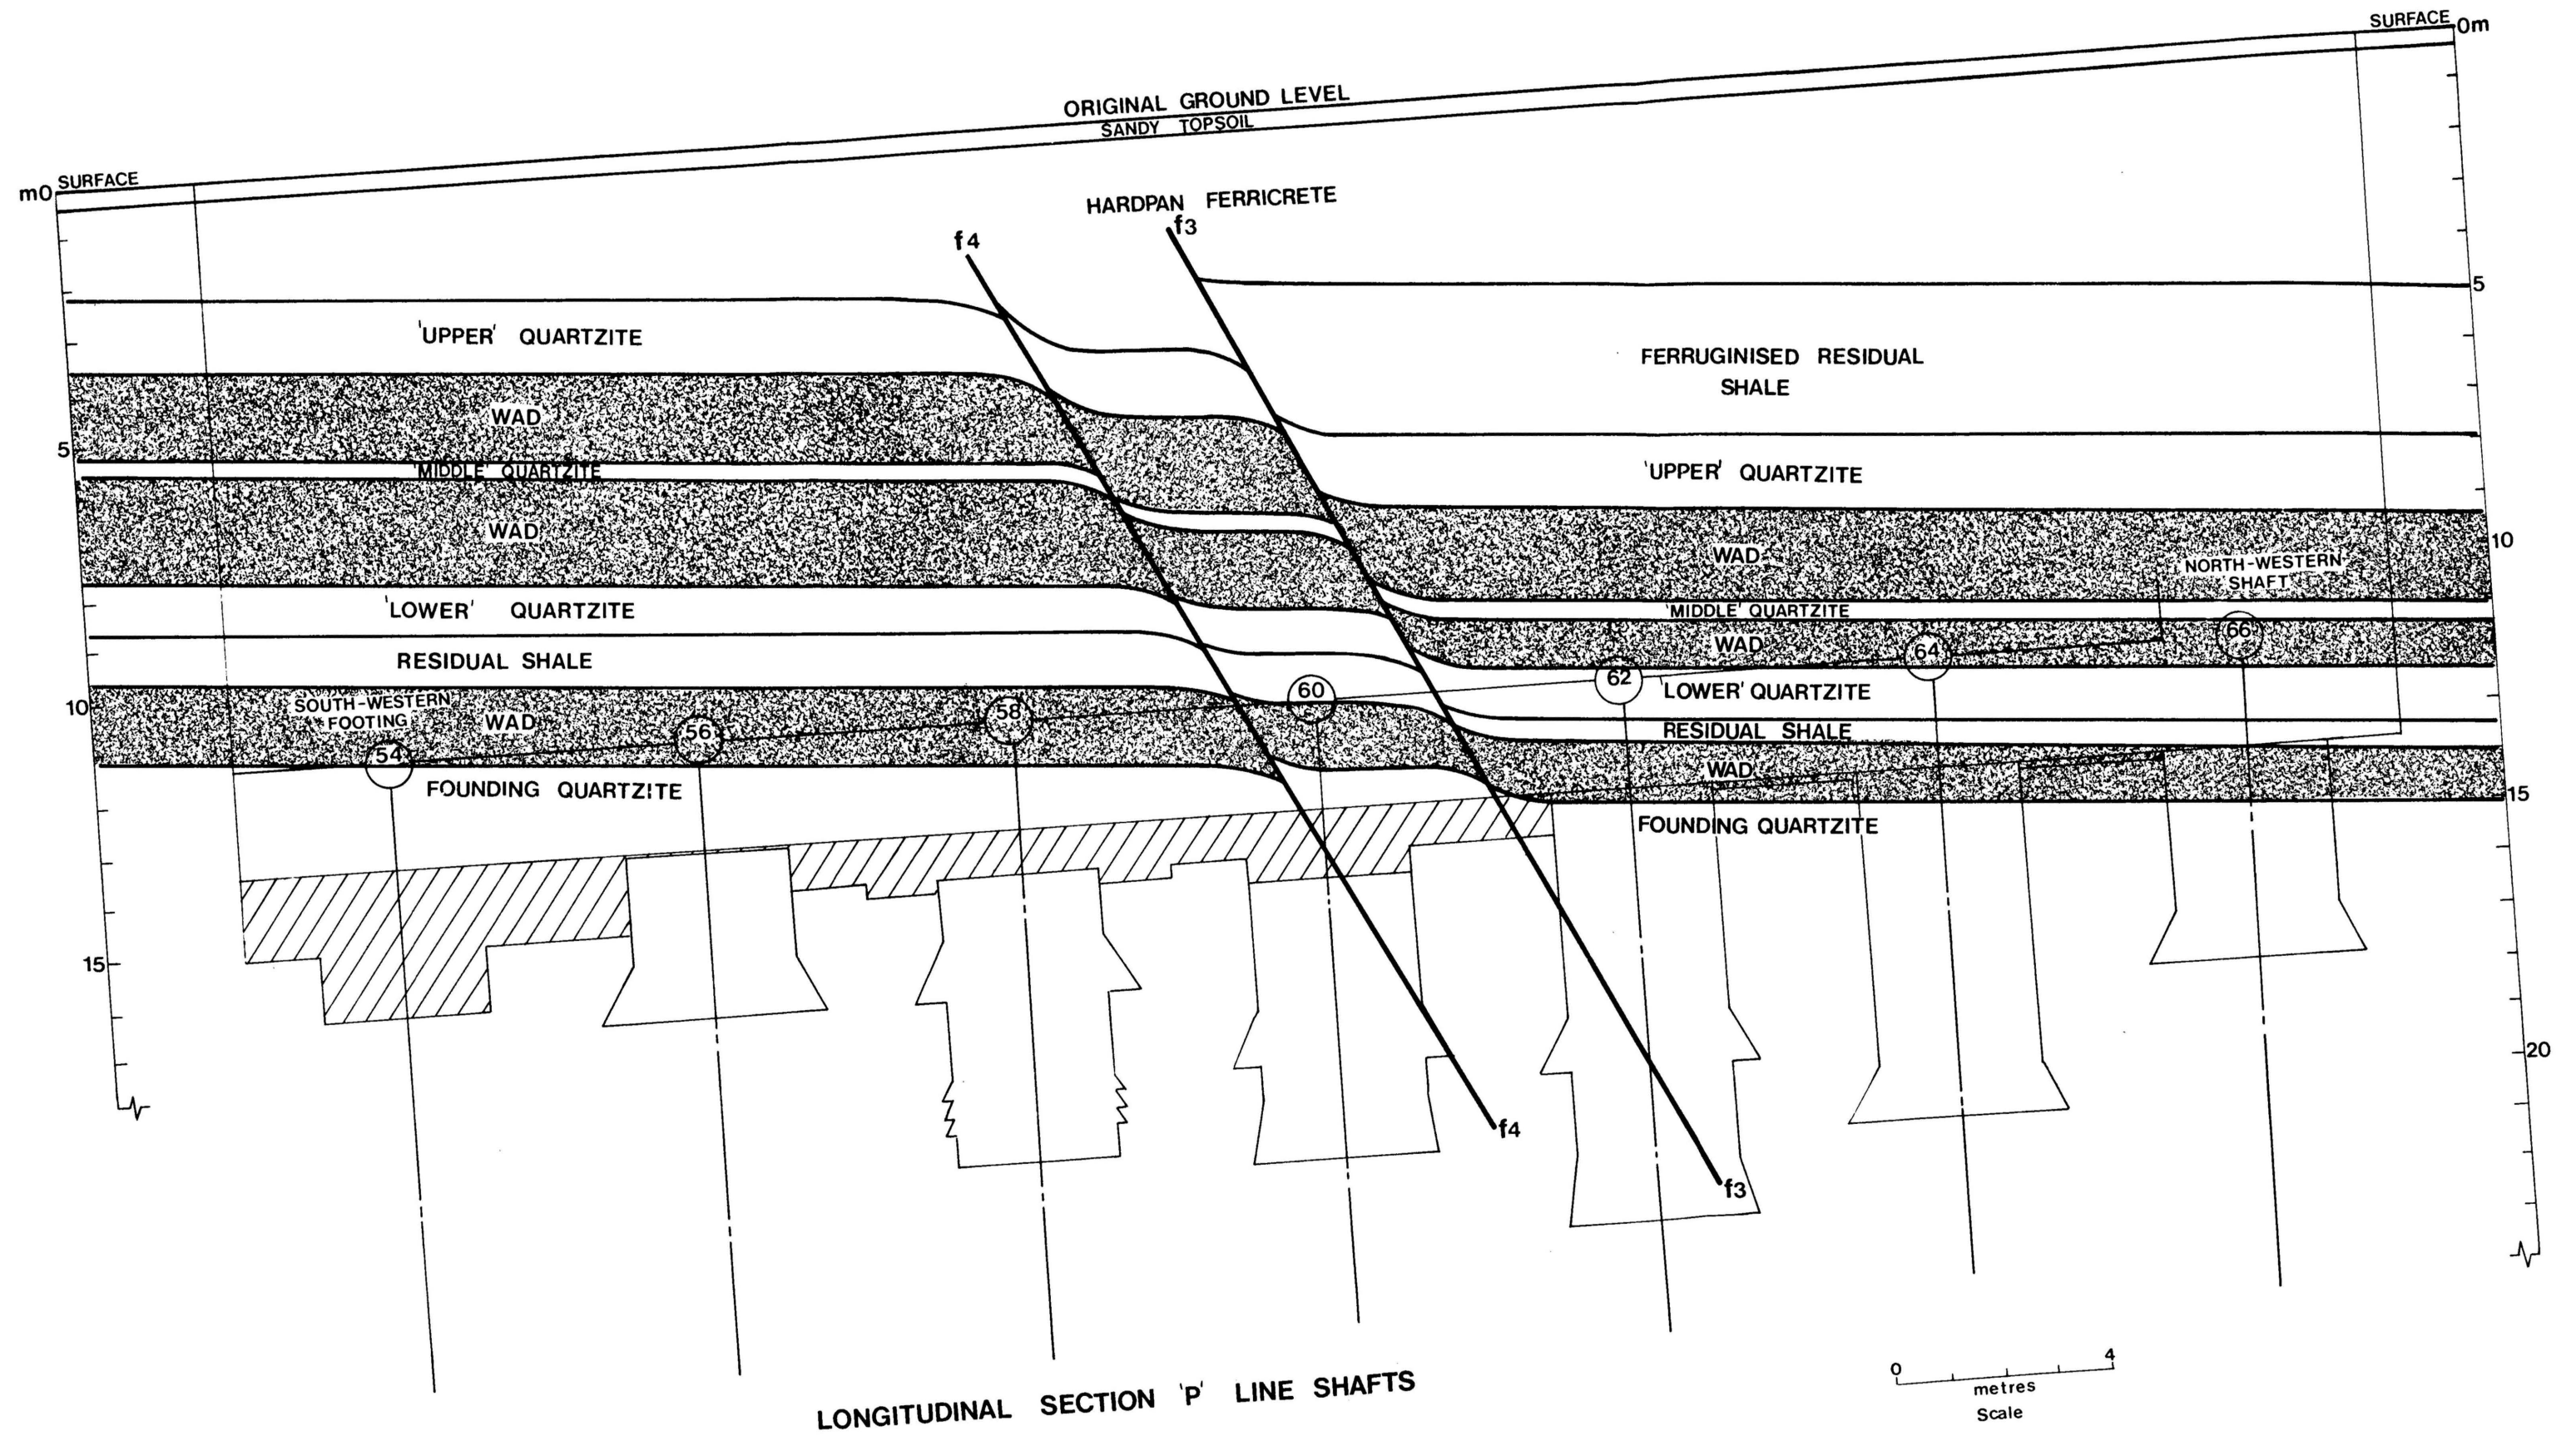 SURFACE
0m
ORIGINAL GROUND LEVEL
SANDY TOPSOIL
m0
SURFACE
HARDPAN FERRICRETE
f4
f3
5
'UPPER' QUARTZITE
FERRUGINISED RESIDUAL
SHALE
WAD
5
'MIDDLE' QUARTZITE
'UPPER' QUARTZITE
WAD
10
WAD
NORTH-WESTERN
SHAFT
'LOWER' QUARTZITE
'MIDDLE' QUARTZITE
WAD
66
RESIDUAL SHALE
64
62
'LOWER' QUARTZITE
60
10
SOUTH-WESTERN
FOOTING
WAD
58
56
54
RESIDUAL SHALE
WAD
FOUNDING QUARTZITE
15
FOUNDING QUARTZITE
15
20
f4
f3
LONGITUDINAL SECTION 'P' LINE SHAFTS
0
4
metres
Scale